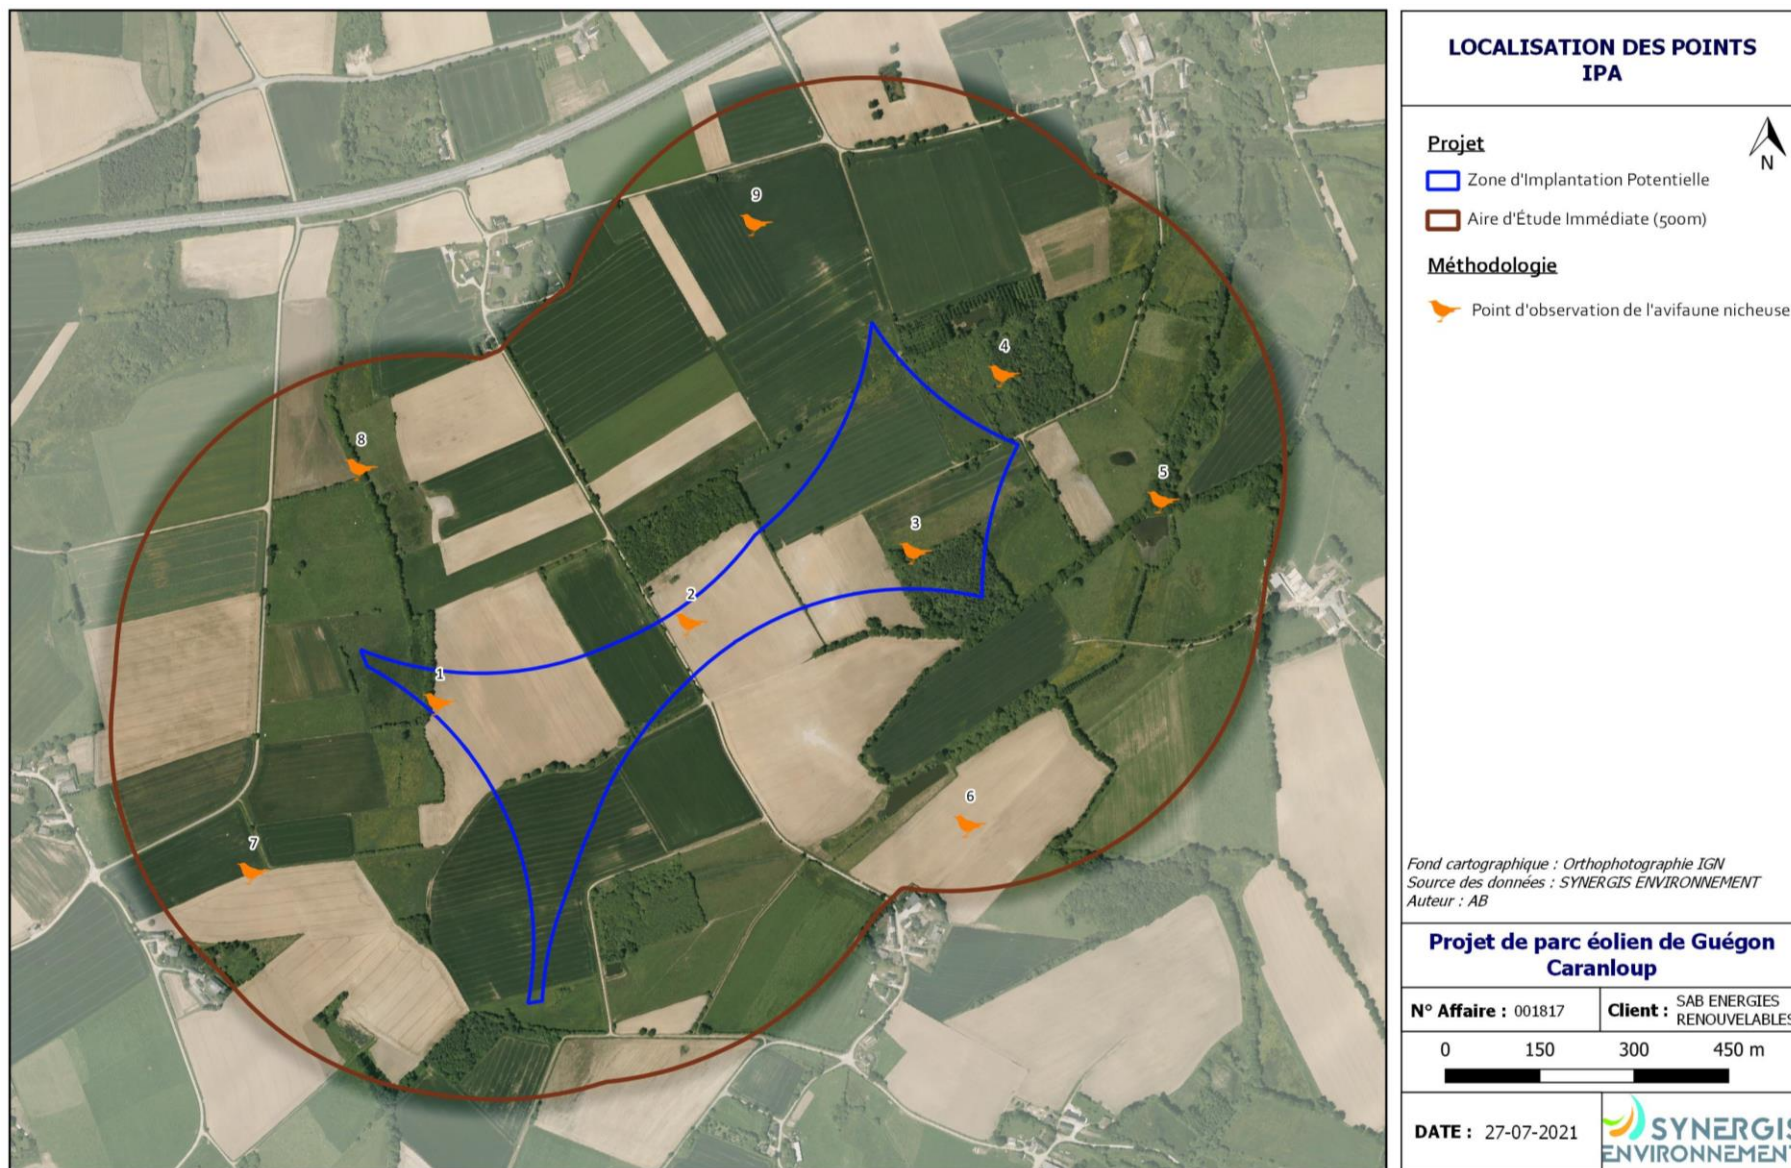 LOCALISATION DES POINTS
IPA
Projet
N
Zone d'Implantation Potentielle
Aire d'Étude Immédiate (500m)
Méthodologie
Point d'observation de l'avifaune nicheuse
9
4
8
5
3
2
1
6
7
Fond cartographique : Orthophotographie IGN
Source des données : SYNERGIS ENVIRONNEMENT
Auteur : AB
Projet de parc éolien de Guégon
Caranloup
N° Affaire : 001817
Client : SAB ENERGIES
RENOUVELABLES
0 150 300 450 m
DATE : 27-07-2021
SYNERGIS
ENVIRONNEMEN